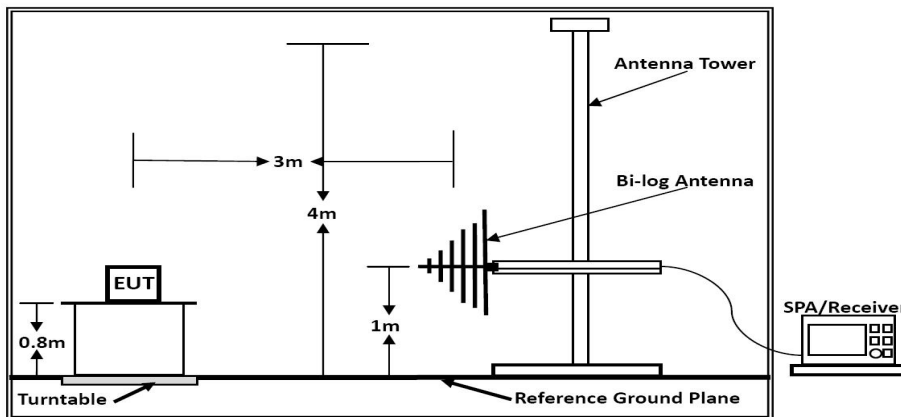 Antenna Tower
3m
Bi-log Antenna
4m
EUT
SPA/Receiver
0.8m
1m
Turntable
Reference Ground Plane